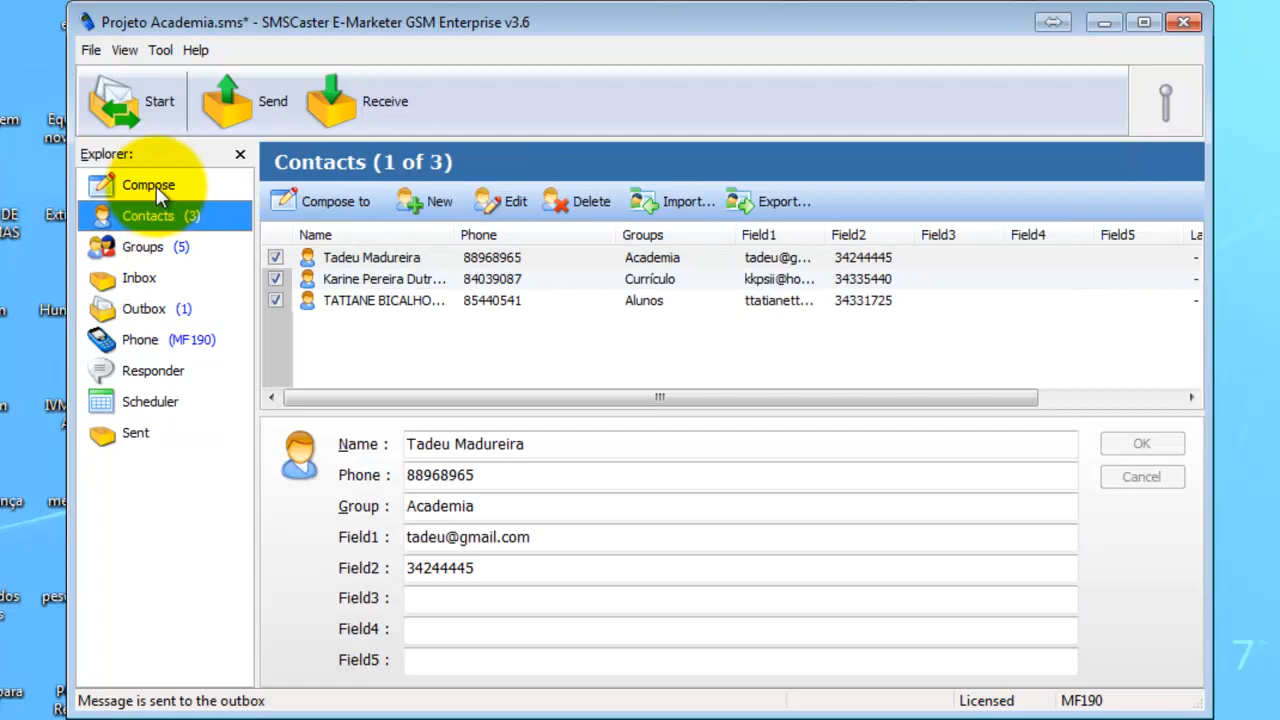 Projeto Academia.sms* - SMSCaster E-Marketer GSM Enterprise v3.6
File View Tool Help
Start Send Receive
Explorer:
Compose
Contacts (3)
Groups (5)
Inbox
Outbox (1)
Phone (MF190)
Responder
Scheduler
Sent
Contacts (1 of 3)
Compose to New Edit Delete Import... Export...
Name Phone Groups Field1 Field2 Field3 Field4 Field5 La
Tadeu Madureira 88968965 Academia tadeu@g... 34244445 -
Karine Pereira Dutr... 84039087 Currículo kkpsii@ho... 34335440 -
TATIANE BICALHO... 85440541 Alunos ttatianett... 34331725 -
Name : Tadeu Madureira OK
Phone : 88968965 Cancel
Group : Academia
Field1 : tadeu@gmail.com
Field2 : 34244445
Field3 :
Field4 :
Field5 :
Message is sent to the outbox Licensed MF190
7